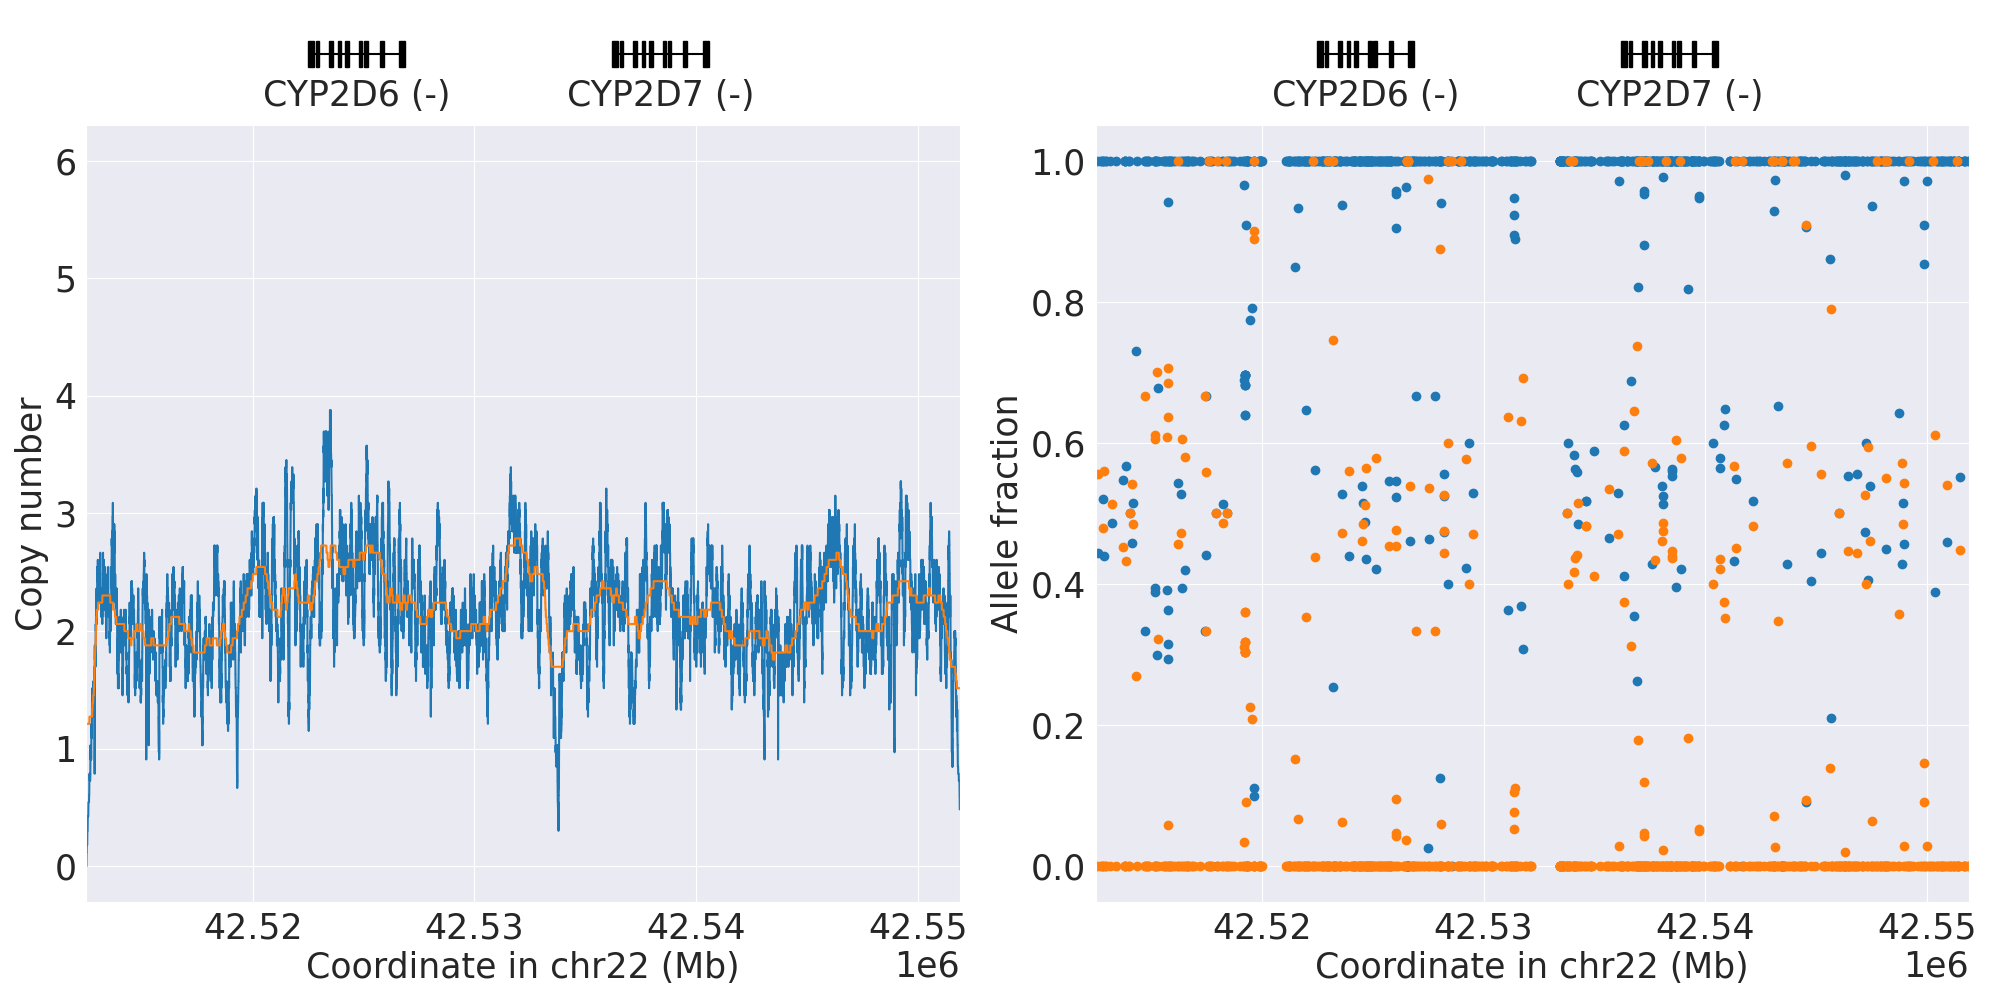 CYP2D6 (-) CYP2D7 (-) CYP2D6 (-) CYP2D7 (-)
Copy number
6
5
4
3
2
1
0
42.52 42.53 42.54 42.55
Coordinate in chr22 (Mb) 1e6
Allele fraction
1.0
0.8
0.6
0.4
0.2
0.0
42.52 42.53 42.54 42.55
Coordinate in chr22 (Mb) 1e6